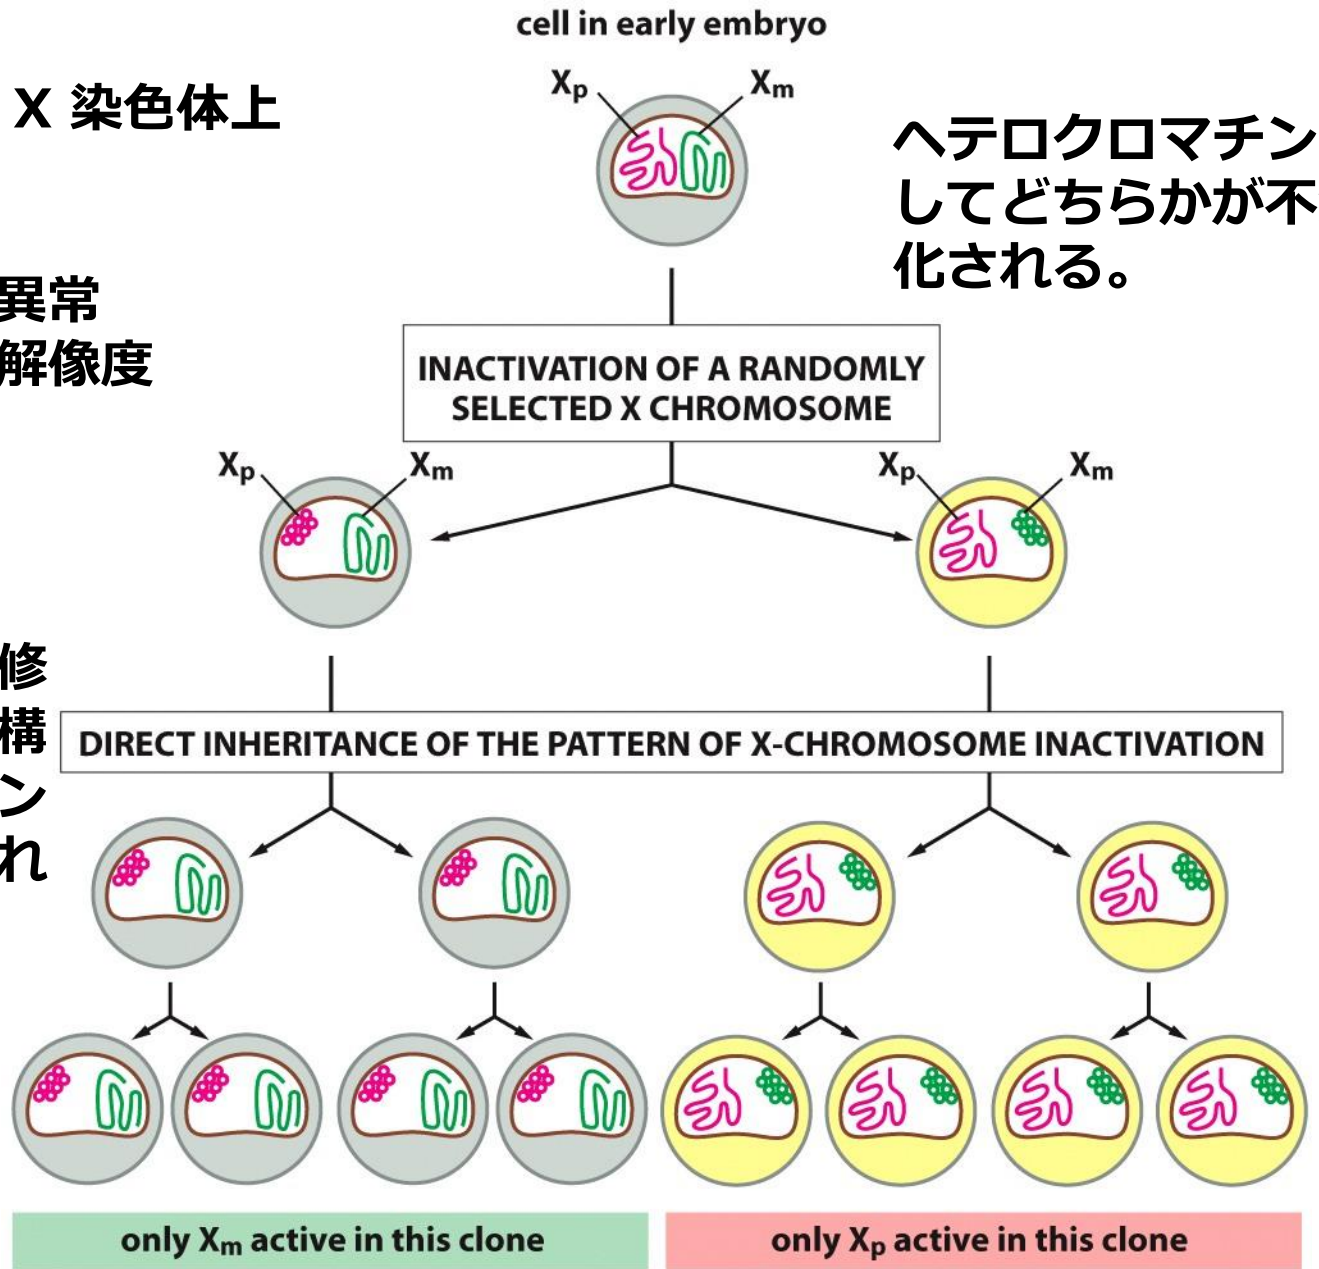 cell in early embryo
Xp Xm
X 染色体上
ヘテロクロマチン
してどちらかが不
化される。
異常
解像度
INACTIVATION OF A RANDOMLY
SELECTED X CHROMOSOME
Xp Xm Xp Xm
修
構
ン
れ
DIRECT INHERITANCE OF THE PATTERN OF X-CHROMOSOME INACTIVATION
only Xm active in this clone
only Xp active in this clone